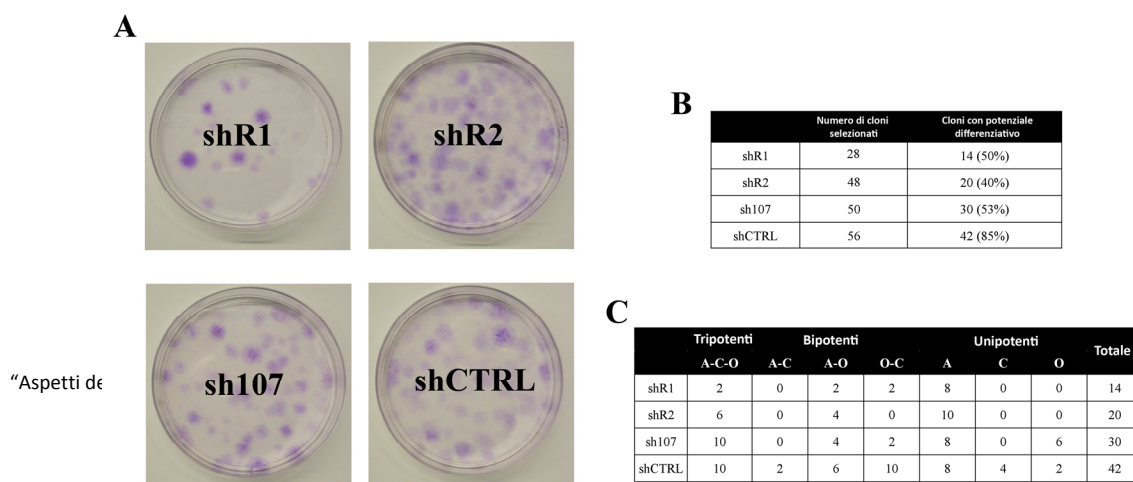 A
shR1
shR2
sh107
shCTRL
“Aspetti de
B
Numero di cloni selezionati Cloni con potenziale differenziativo
shR1 28 14 (50%)
shR2 48 20 (40%)
sh107 50 30 (53%)
shCTRL 56 42 (85%)
C
Tripotenti Bipotenti Unipotenti Totale
A-C-O A-C A-O O-C A C O
shR1 2 0 2 2 8 0 0 14
shR2 6 0 4 0 10 0 0 20
sh107 10 0 4 2 8 0 6 30
shCTRL 10 2 6 10 8 4 2 42